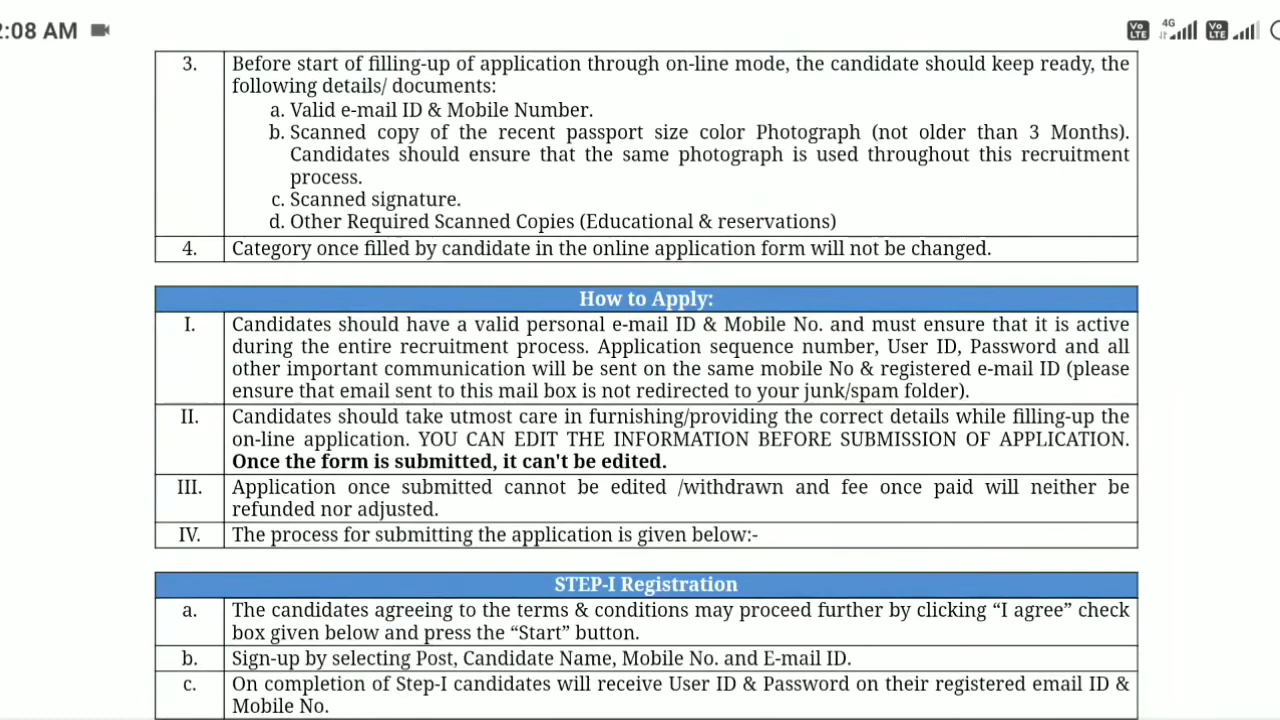 2:08 AM
Vo LTE 4G Vo LTE
3. Before start of filling-up of application through on-line mode, the candidate should keep ready, the
following details/ documents:
a. Valid e-mail ID & Mobile Number.
b. Scanned copy of the recent passport size color Photograph (not older than 3 Months).
Candidates should ensure that the same photograph is used throughout this recruitment
process.
c. Scanned signature.
d. Other Required Scanned Copies (Educational & reservations)
4. Category once filled by candidate in the online application form will not be changed.
How to Apply:
I. Candidates should have a valid personal e-mail ID & Mobile No. and must ensure that it is active
during the entire recruitment process. Application sequence number, User ID, Password and all
other important communication will be sent on the same mobile No & registered e-mail ID (please
ensure that email sent to this mail box is not redirected to your junk/spam folder).
II. Candidates should take utmost care in furnishing/providing the correct details while filling-up the
on-line application. YOU CAN EDIT THE INFORMATION BEFORE SUBMISSION OF APPLICATION.
Once the form is submitted, it can't be edited.
III. Application once submitted cannot be edited /withdrawn and fee once paid will neither be
refunded nor adjusted.
IV. The process for submitting the application is given below:-
STEP-I Registration
a. The candidates agreeing to the terms & conditions may proceed further by clicking “I agree” check
box given below and press the “Start” button.
b. Sign-up by selecting Post, Candidate Name, Mobile No. and E-mail ID.
c. On completion of Step-I candidates will receive User ID & Password on their registered email ID &
Mobile No.